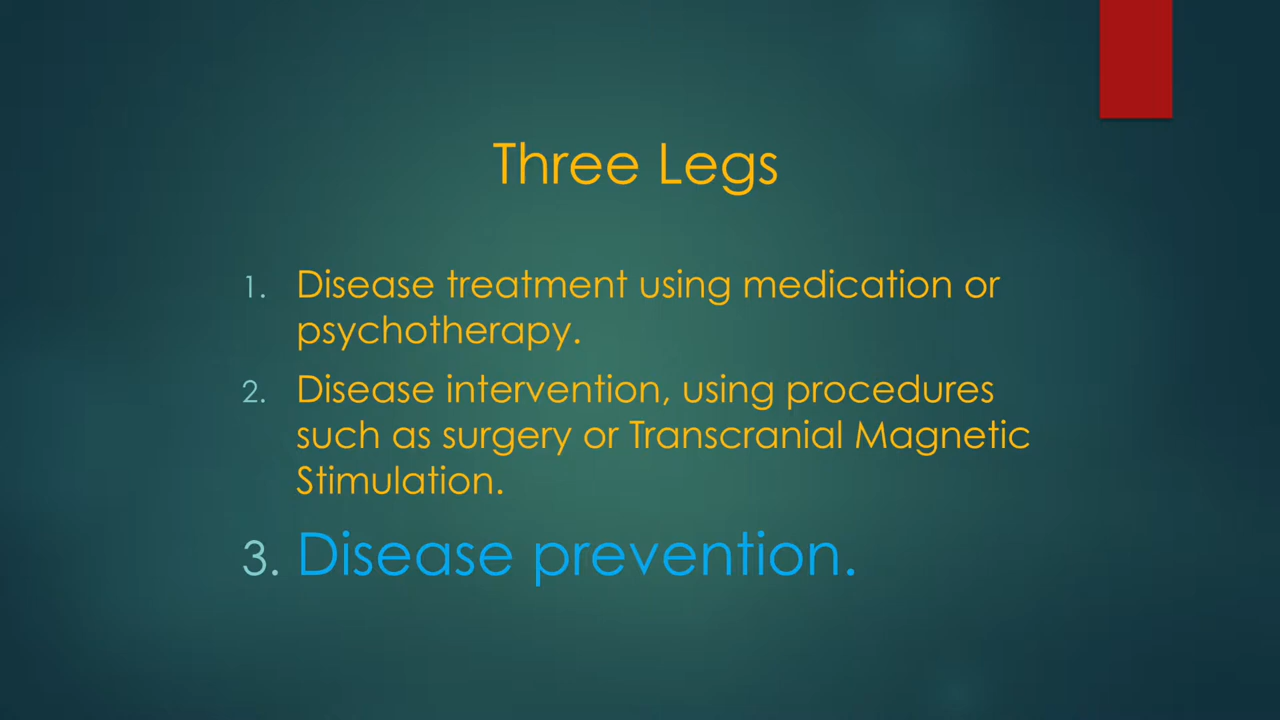 Three Legs
1. Disease treatment using medication or
psychotherapy.
2. Disease intervention, using procedures
such as surgery or Transcranial Magnetic
Stimulation.
3. Disease prevention.